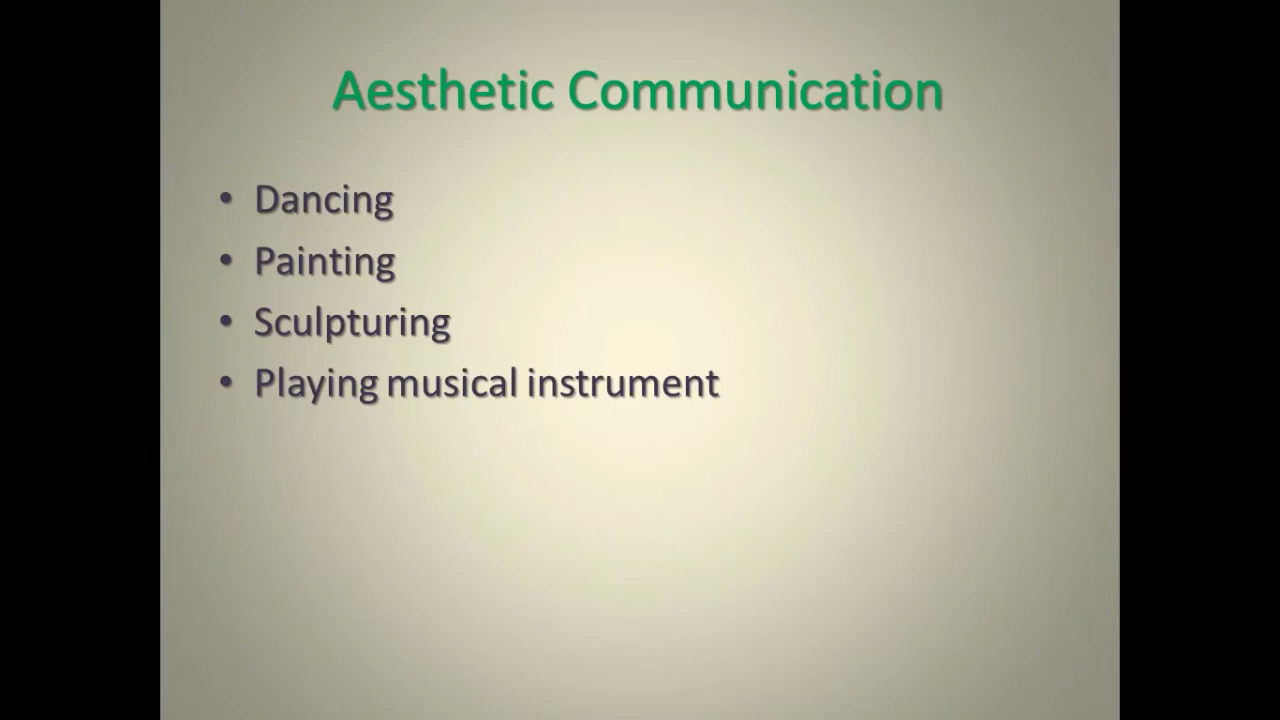 Aesthetic Communication
• Dancing
• Painting
• Sculpturing
• Playing musical instrument